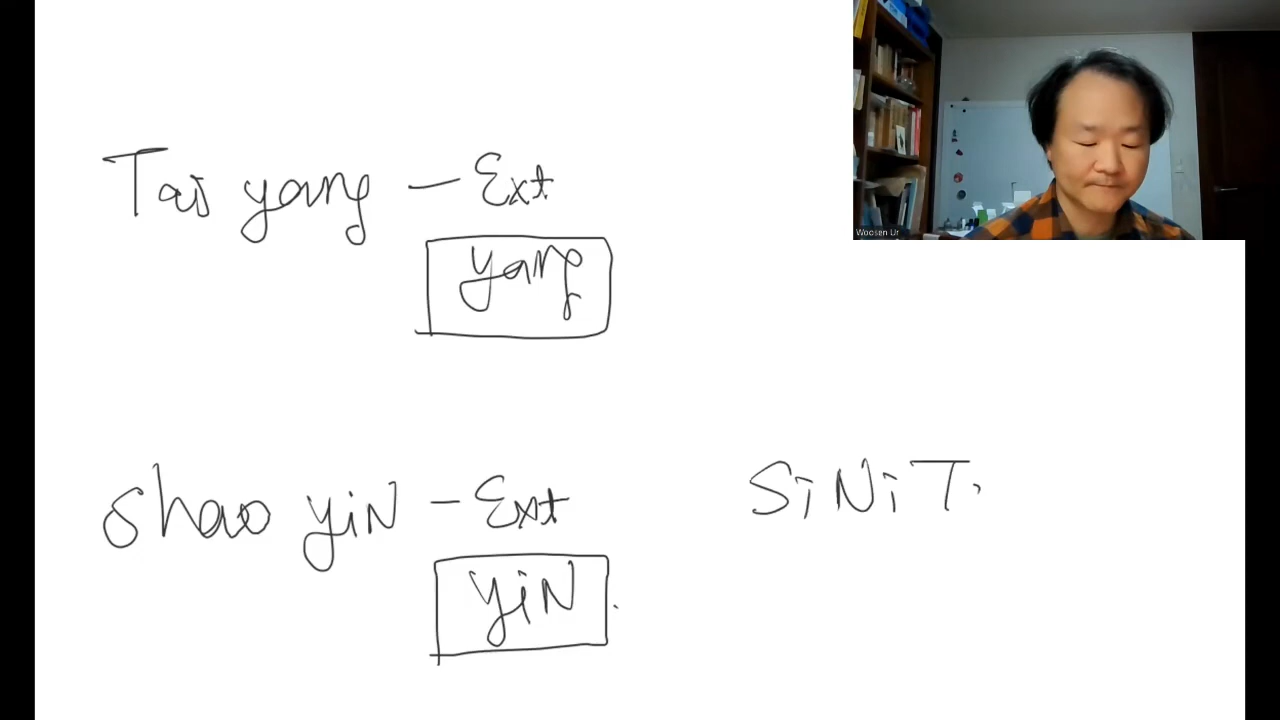 Tai yang - Ext
yang
Shao yiN - Ext
yiN
SiNiT.
Woosen Ur